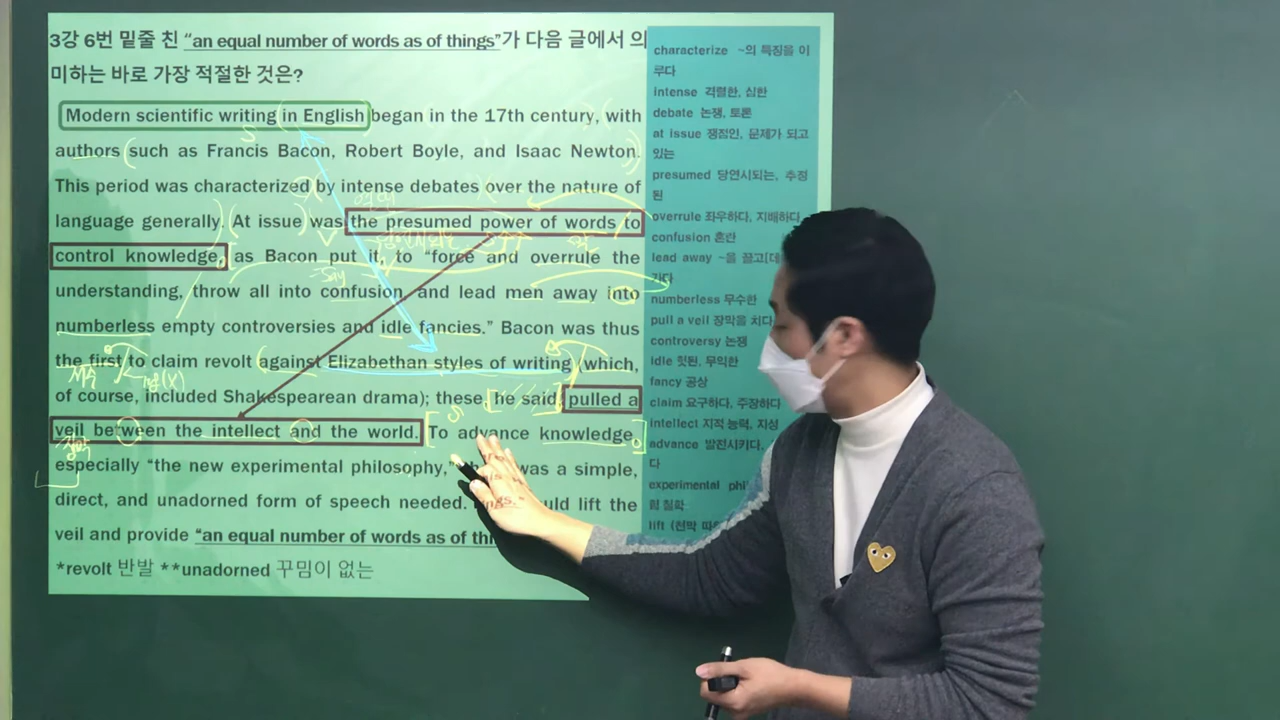 3강 6번 밑줄 친 “an equal number of words as of things”가 다음 글에서 의
미하는 바로 가장 적절한 것은?
Modern scientific writing in English began in the 17th century, with
authors such as Francis Bacon, Robert Boyle, and Isaac Newton.
This period was characterized by intense debates over the nature of
language generally. At issue was the presumed power of words to
control knowledge, as Bacon put it, to “force and overrule the
understanding, throw all into confusion, and lead men away into
numberless empty controversies and idle fancies.” Bacon was thus
the first to claim revolt against Elizabethan styles of writing (which,
of course, included Shakespearean drama); these, he said, pulled a
veil between the intellect and the world. To advance knowledge,
especially “the new experimental philosophy,” was a simple,
direct, and unadorned form of speech needed. lift the
veil and provide “an equal number of words as of
*revolt 반발 **unadorned 꾸밈이 없는
characterize ~의 특징을 이
루다
intense 격렬한, 심한
debate 논쟁, 토론
at issue 쟁점인, 문제가 되고
있는
presumed 당연시되는, 추정
된
overrule 좌우하다, 지배하다
confusion 혼란
lead away ~을 끌고
numberless 무수한
pull a veil 장막을 치다
controversy 논쟁
idle 헛된, 무익한
fancy 공상
claim 요구하다, 주장하다
intellect 지적 능력, 지성
advance 발전시키다,
다
experimental
험 철학
lift